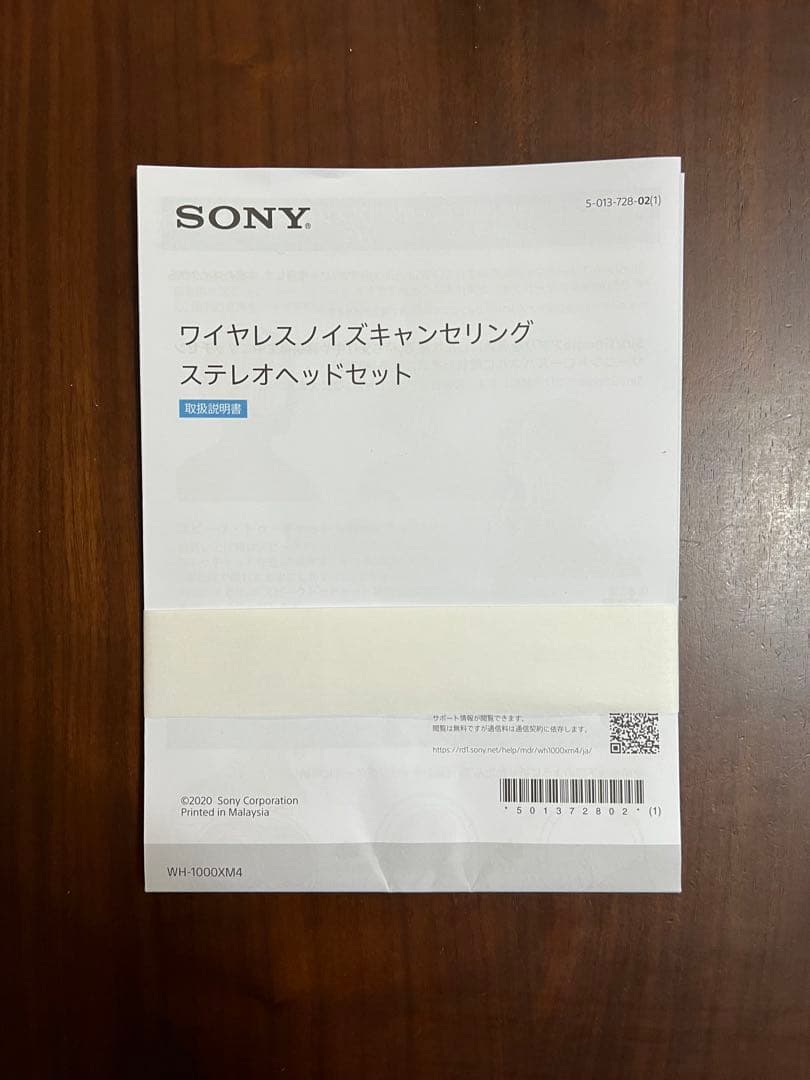 SONY®
5-013-728-02(1)
ワイヤレスノイズキャンセリング
ステレオヘッドセット
取扱説明書
サポート情報が閲覧できます。
閲覧は無料ですが通信料は通信契約に依存します。
https://rd1.sony.net/help/mdr/wh1000xm4/ja/
©2020 Sony Corporation
Printed in Malaysia
*501372802* (1)
WH-1000XM4